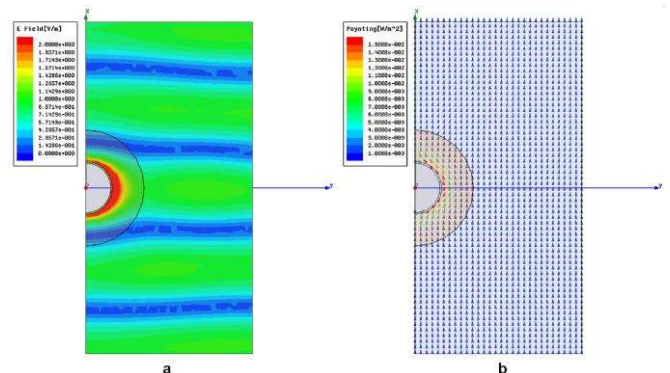 X
E Field[V/m]
2.0000e+000
1.8571e+000
1.7143e+000
1.5714e+000
1.4286e+000
1.2857e+000
1.1429e+000
1.0000e+000
8.5714e-001
7.1429e-001
5.7143e-001
4.2857e-001
2.8571e-001
1.4286e-001
0.0000e+000
Y
a
X
Poynting[W/m^2]
1.5000e-002
1.4000e-002
1.3000e-002
1.2000e-002
1.1000e-002
1.0000e-002
9.0000e-003
8.0000e-003
7.0000e-003
6.0000e-003
5.0000e-003
4.0000e-003
3.0000e-003
2.0000e-003
1.0000e-003
Y
b